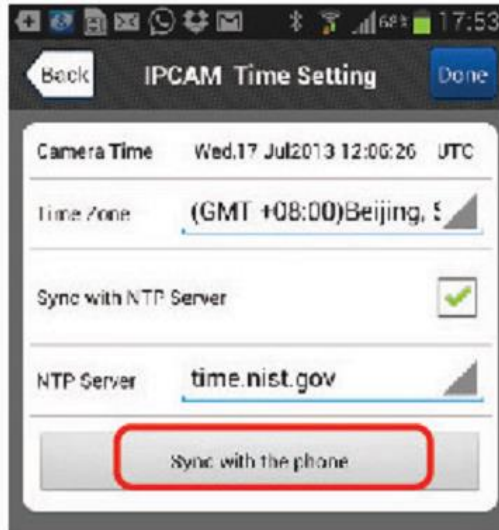 68% 17:53
Back IPCAM Time Setting Done
Camera Time Wed,17 Jul2013 12:06:26 UTC
Time Zone (GMT +08:00)Beijing,
Sync with NTP Server
NTP Server time.nist.gov
Sync with the phone